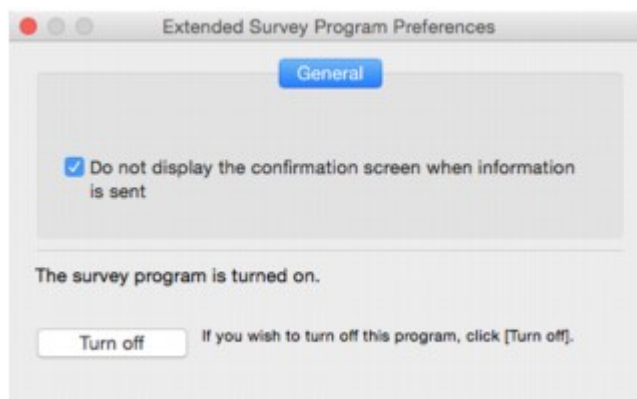 Extended Survey Program Preferences
General
Do not display the confirmation screen when information
is sent
The survey program is turned on.
Turn off
If you wish to turn off this program, click [Turn off].